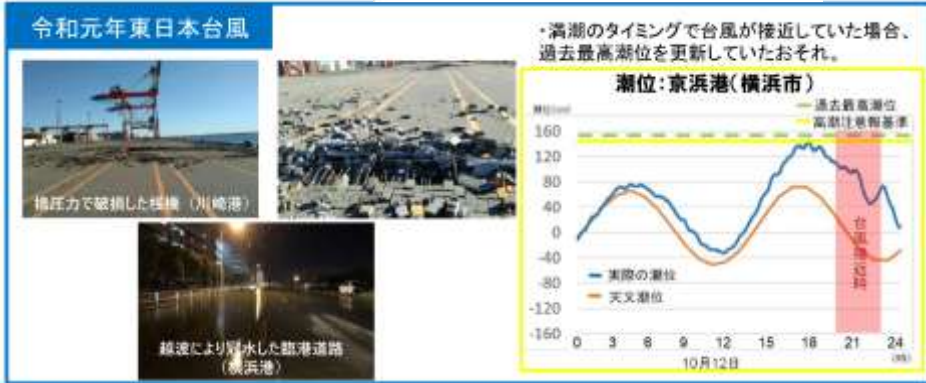 令和元年東日本台風
・満潮のタイミングで台風が接近していた場合、
過去最高潮位を更新していたおそれ。
揚圧力で破損した桟橋（川崎港）
越波により冠水した臨港道路
（横浜港）
潮位：京浜港（横浜市）
過去最高潮位
高潮注意報基準
160
120
80
40
0
-40
-80
-120
-160
実際の潮位
天文潮位
台風接近時
0 3 6 9 12 15 18 21 24
10月12日